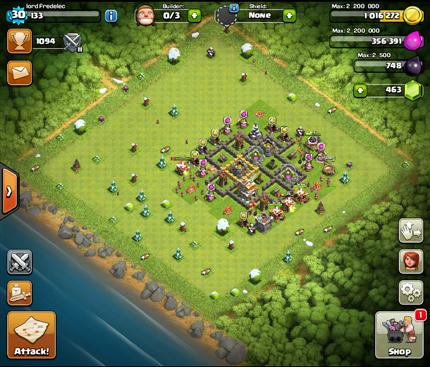 lord Fredelec
30 133
Builder:
0/3
Shield:
None
Max: 2 200 000
1 016 272
1094
Max: 2 200 000
356 391
Max: 2 500
748
463
Attack!
1
Shop